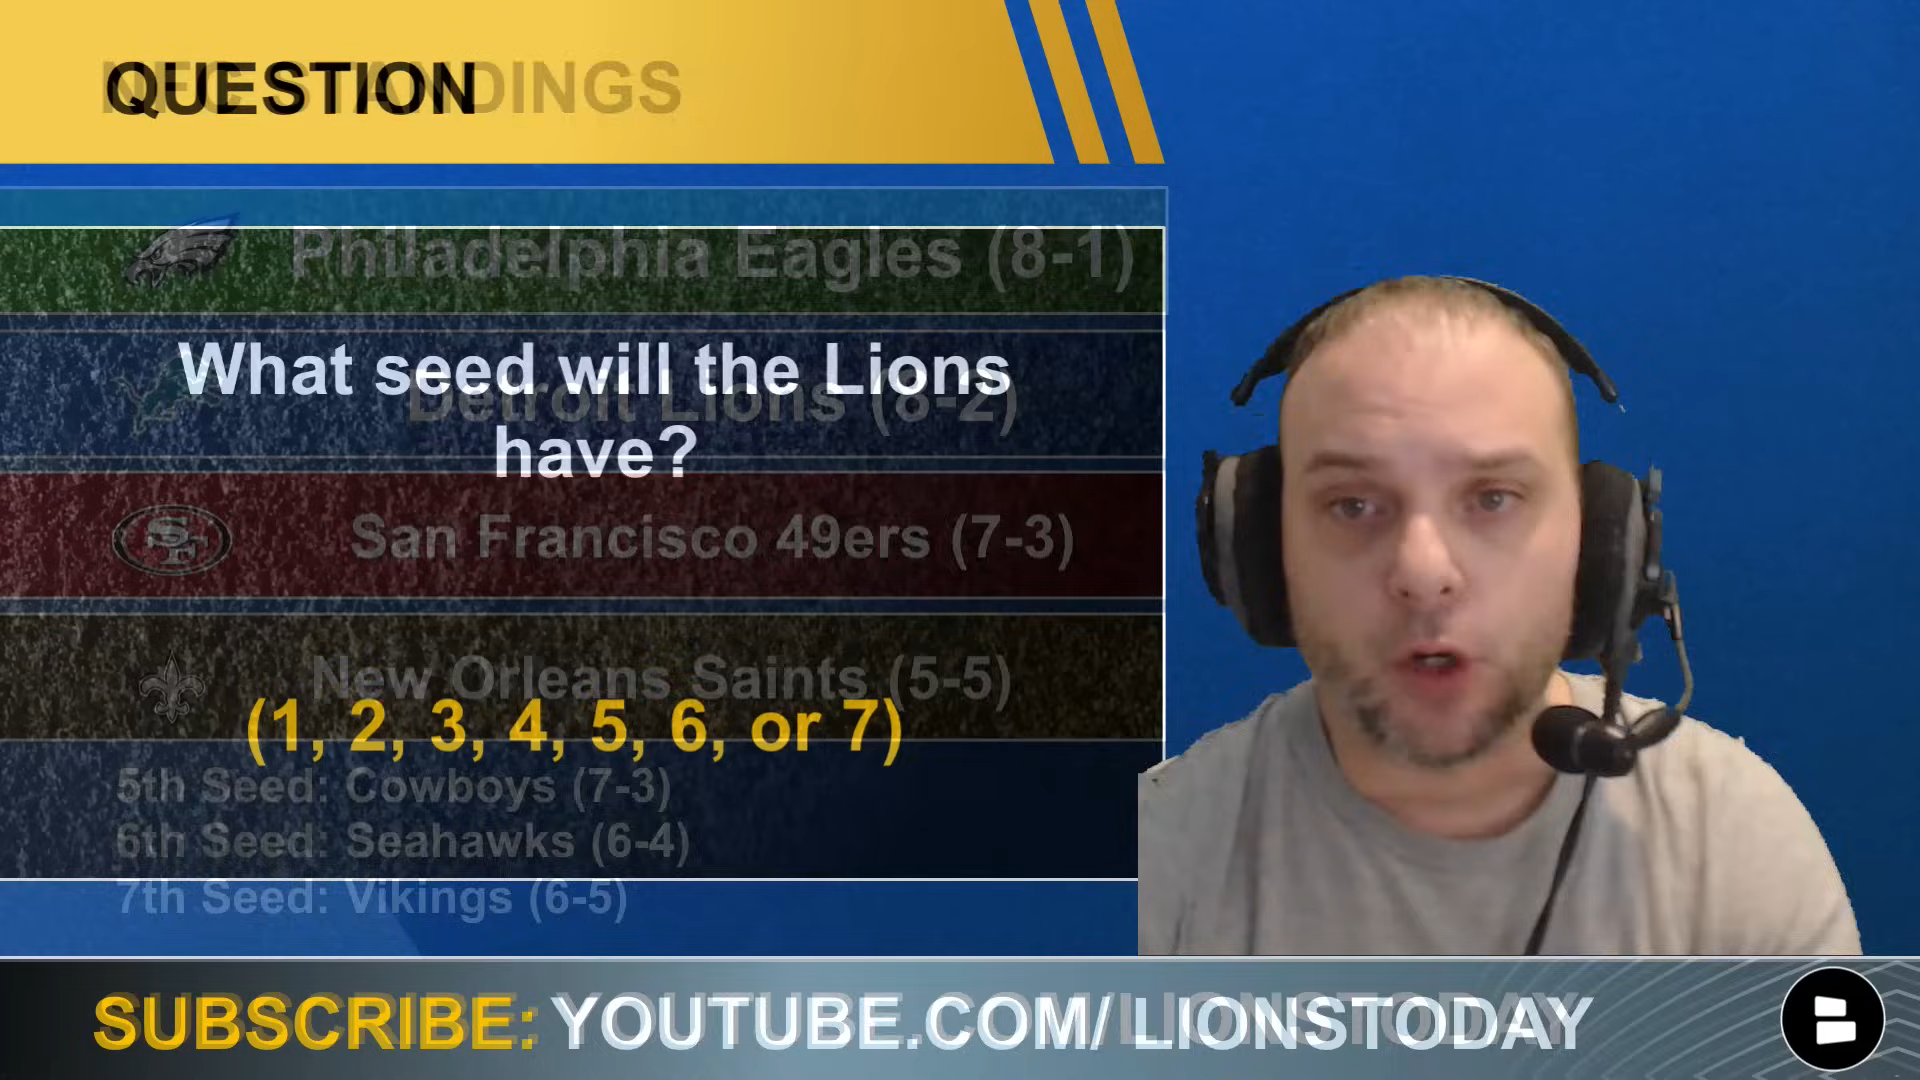 QUESTION
NFC STANDINGS
Philadelphia Eagles (8-1)
What seed will the Lions
have?
Detroit Lions (8-2)
San Francisco 49ers (7-3)
New Orleans Saints (5-5)
(1, 2, 3, 4, 5, 6, or 7)
5th Seed: Cowboys (7-3)
6th Seed: Seahawks (6-4)
7th Seed: Vikings (6-5)
SUBSCRIBE: YOUTUBE.COM/ LIONSTODAY